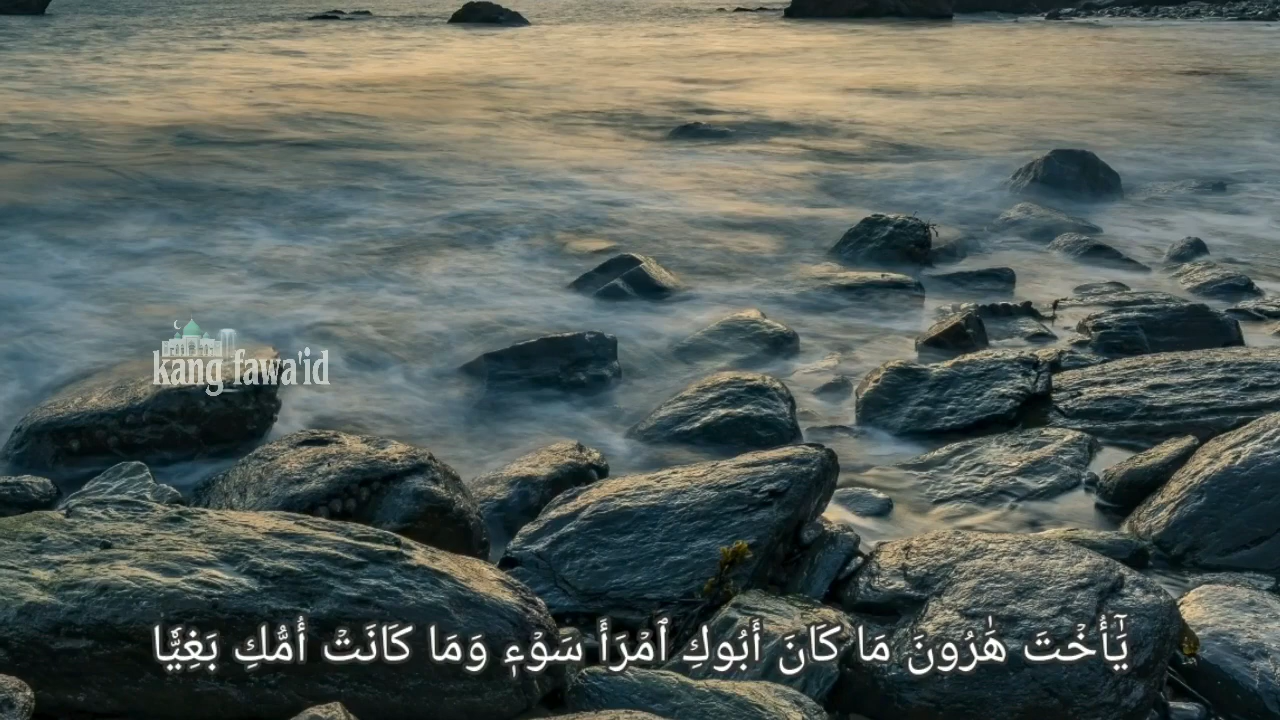 kang fawa'id
يَٰٓأُخْتَ هَٰرُونَ مَا كَانَ أَبُوكِ ٱمْرَأَ سَوْءٍ وَمَا كَانَتْ أُمُّكِ بَغِيًّا